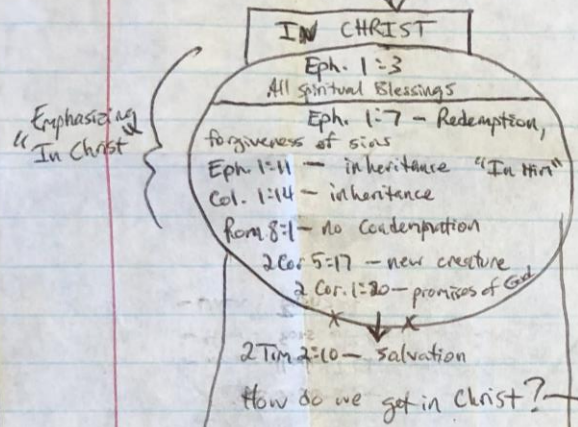 IN CHRIST
Eph. 1:3
All spiritual Blessings
Eph. 1:7 – Redemption,
forgiveness of sins
Eph 1:11 – inheritance "In Him"
Col. 1:14 – inheritance
Rom 8:1 – no condemnation
2 Cor 5:17 – new creature
2 Cor. 1:20 – promises of God
Emphasizing
"In Christ"
x x
2 Tim 2:10 – salvation
How do we get in Christ?